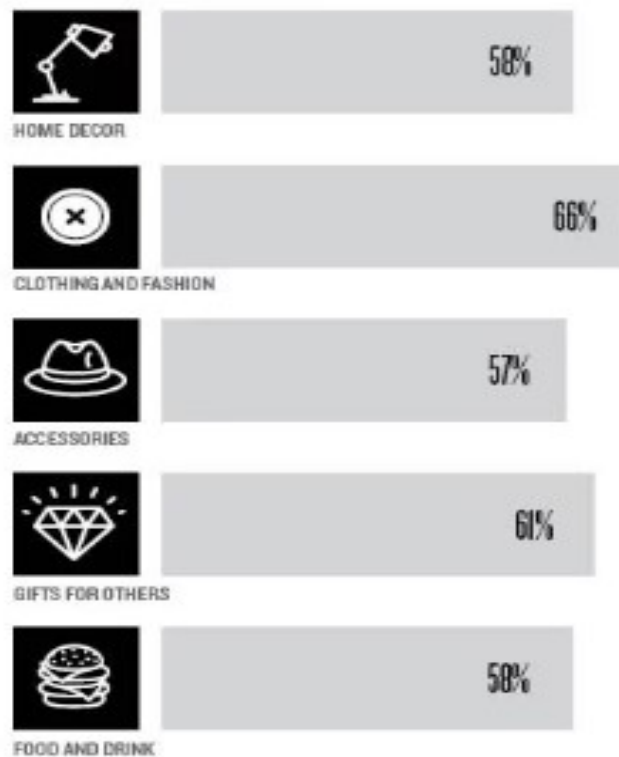 58%
HOME DECOR
66%
CLOTHING AND FASHION
57%
ACCESSORIES
61%
GIFTS FOR OTHERS
58%
FOOD AND DRINK